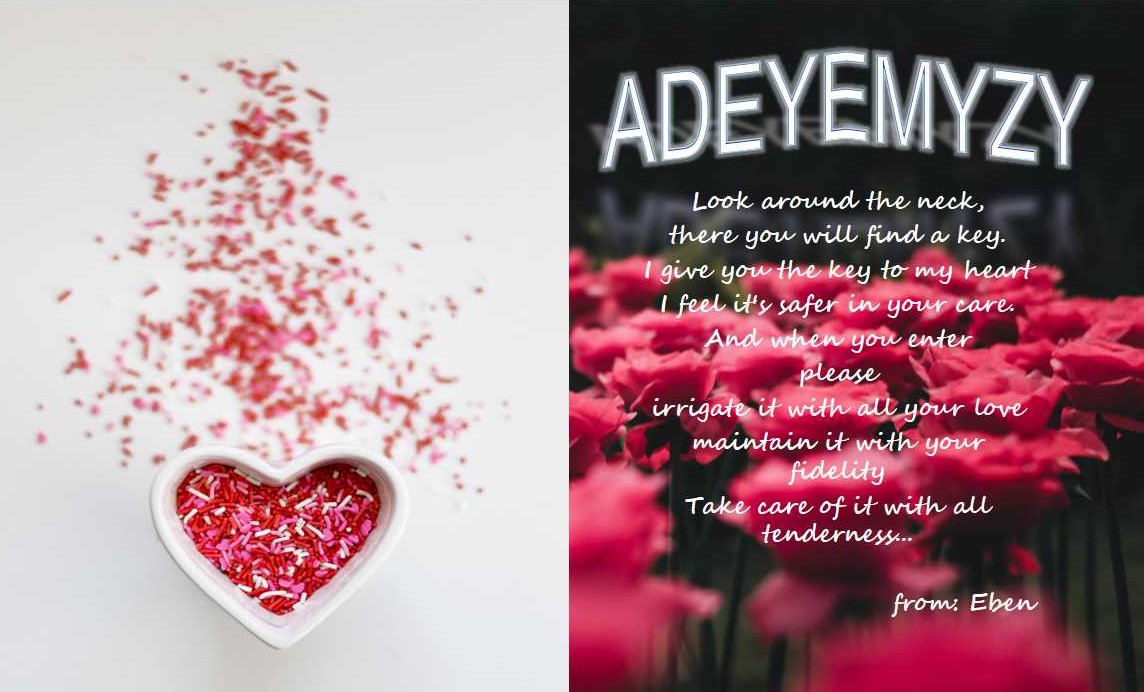 ADEYEMYZY
Look around the neck,
there you will find a key.
I give you the key to my heart
I feel it's safer in your care.
And when you enter
please
irrigate it with all your love
maintain it with your
fidelity
Take care of it with all
tenderness...
from: Eben